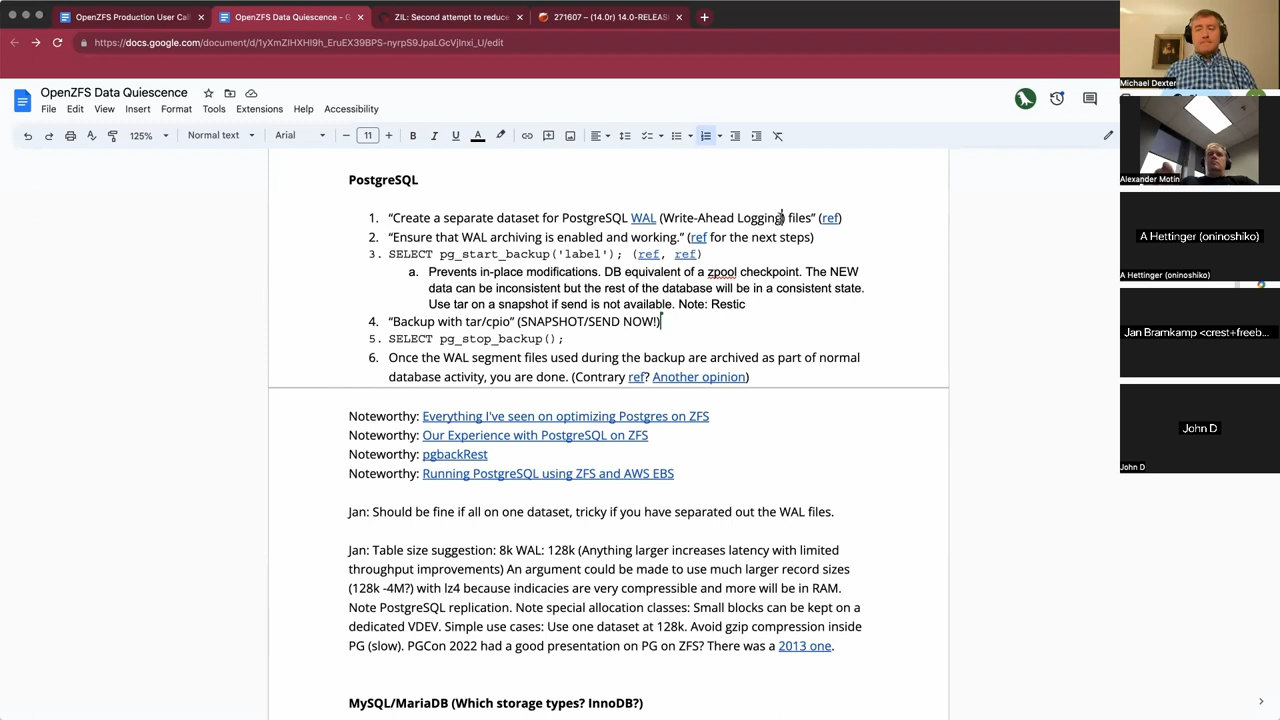 OpenZFS Production User Cal
OpenZFS Data Quiescence - G
ZIL: Second attempt to reduce
271607 – (14.0r) 14.0-RELEAS
https://docs.google.com/document/d/1yXmZIHXHI9h_EruEX39BPS-nyrpS9JpaLGcVjInxi_U/edit
OpenZFS Data Quiescence
File Edit View Insert Format Tools Extensions Help Accessibility
125% Normal text Arial 11 B I U A
PostgreSQL
1. “Create a separate dataset for PostgreSQL WAL (Write-Ahead Logging) files” (ref)
2. “Ensure that WAL archiving is enabled and working.” (ref for the next steps)
3. SELECT pg_start_backup('label'); (ref, ref)
a. Prevents in-place modifications. DB equivalent of a zpool checkpoint. The NEW
data can be inconsistent but the rest of the database will be in a consistent state.
Use tar on a snapshot if send is not available. Note: Restic
4. “Backup with tar/cpio” (SNAPSHOT/SEND NOW!)
5. SELECT pg_stop_backup();
6. Once the WAL segment files used during the backup are archived as part of normal
database activity, you are done. (Contrary ref? Another opinion)
Noteworthy: Everything I've seen on optimizing Postgres on ZFS
Noteworthy: Our Experience with PostgreSQL on ZFS
Noteworthy: pgbackRest
Noteworthy: Running PostgreSQL using ZFS and AWS EBS
Jan: Should be fine if all on one dataset, tricky if you have separated out the WAL files.
Jan: Table size suggestion: 8k WAL: 128k (Anything larger increases latency with limited
throughput improvements) An argument could be made to use much larger record sizes
(128k -4M?) with lz4 because indicacies are very compressible and more will be in RAM.
Note PostgreSQL replication. Note special allocation classes: Small blocks can be kept on a
dedicated VDEV. Simple use cases: Use one dataset at 128k. Avoid gzip compression inside
PG (slow). PGCon 2022 had a good presentation on PG on ZFS? There was a 2013 one.
MySQL/MariaDB (Which storage types? InnoDB?)
Michael Dexter
Alexander Motin
A Hettinger (oninoshiko)
A Hettinger (oninoshiko)
Jan Bramkamp <crest+freeb...
John D
John D